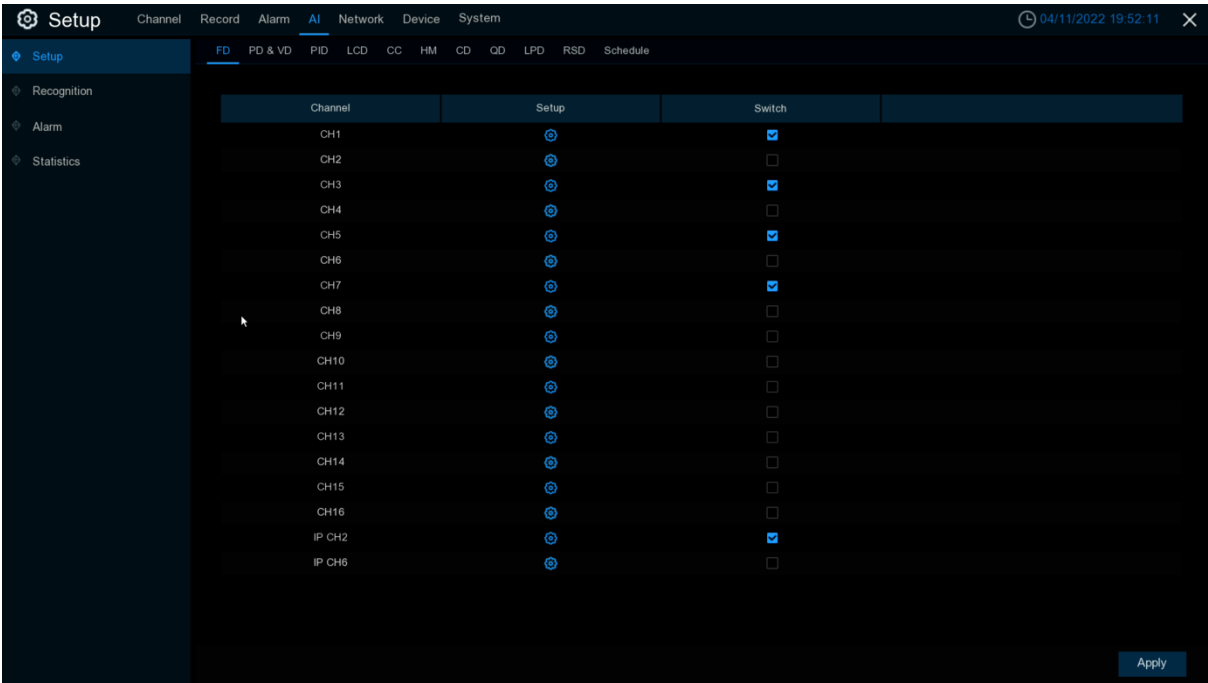 Setup Channel Record Alarm AI Network Device System 04/11/2022 19:52:11
Setup
Recognition
Alarm
Statistics
FD PD & VD PID LCD CC HM CD QD LPD RSD Schedule
Channel Setup Switch
CH1
CH2
CH3
CH4
CH5
CH6
CH7
CH8
CH9
CH10
CH11
CH12
CH13
CH14
CH15
CH16
IP CH2
IP CH6
Apply